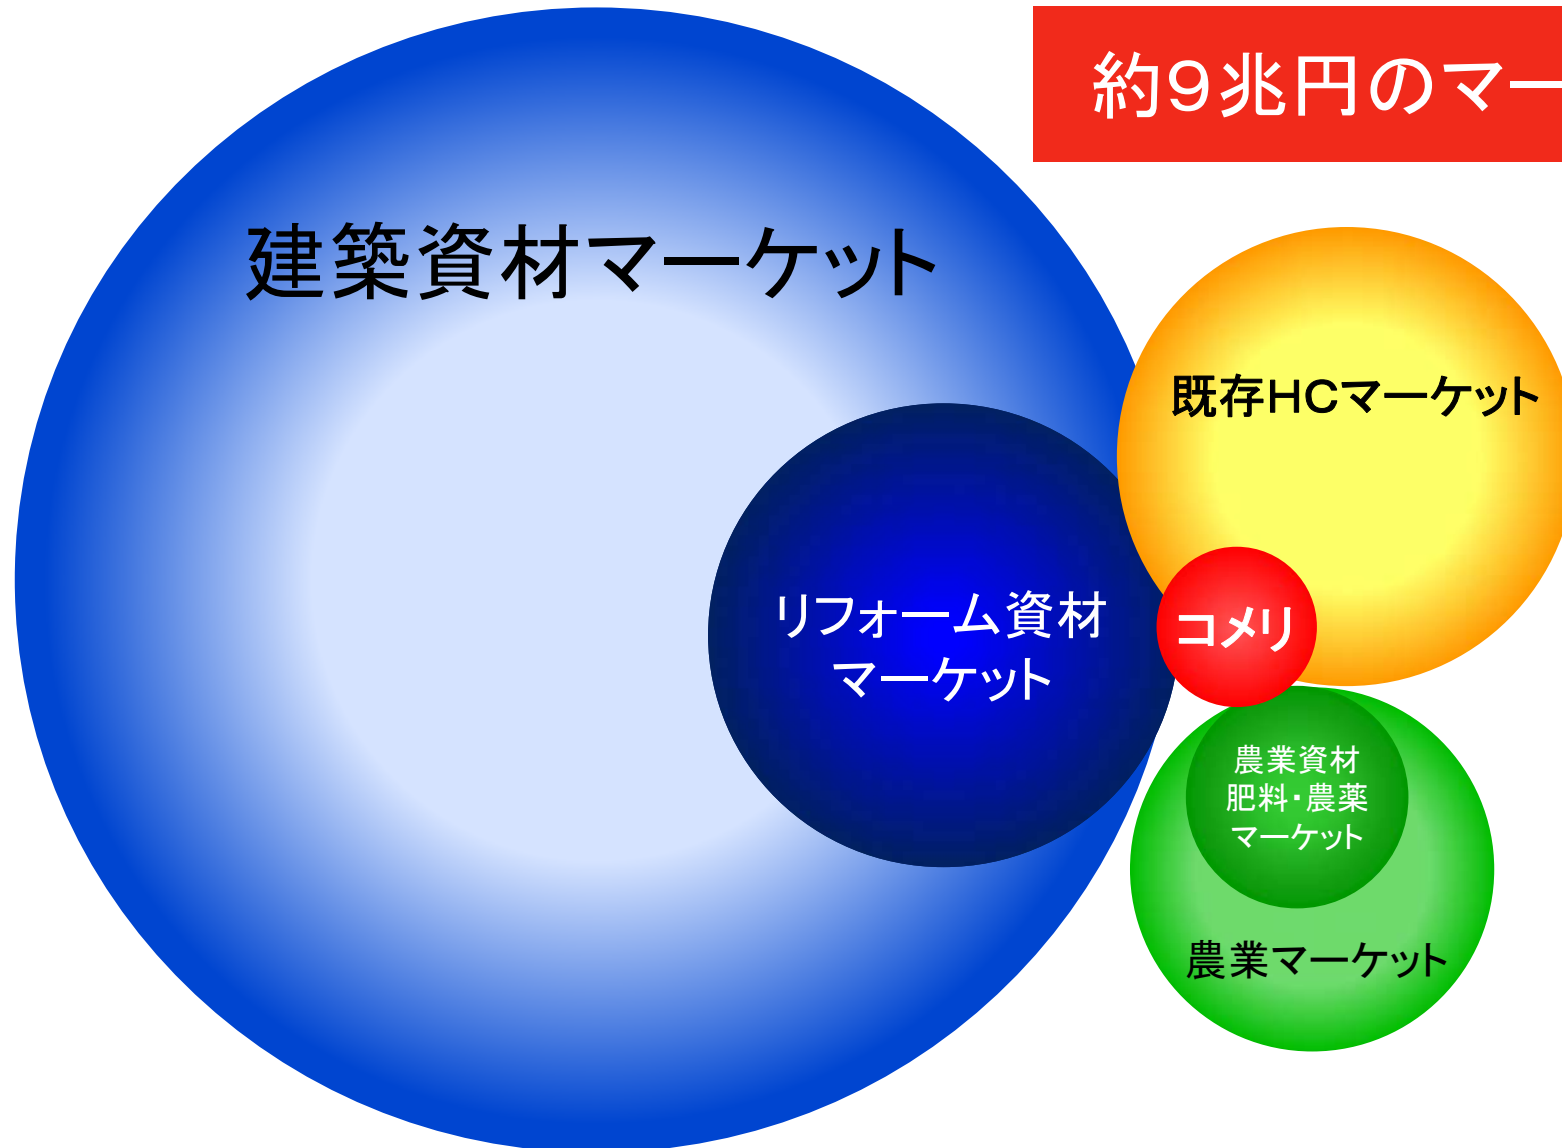 約9兆円のマー
建築資材マーケット
既存HCマーケット
リフォーム資材
マーケット
コメリ
農業資材
肥料・農薬
マーケット
農業マーケット